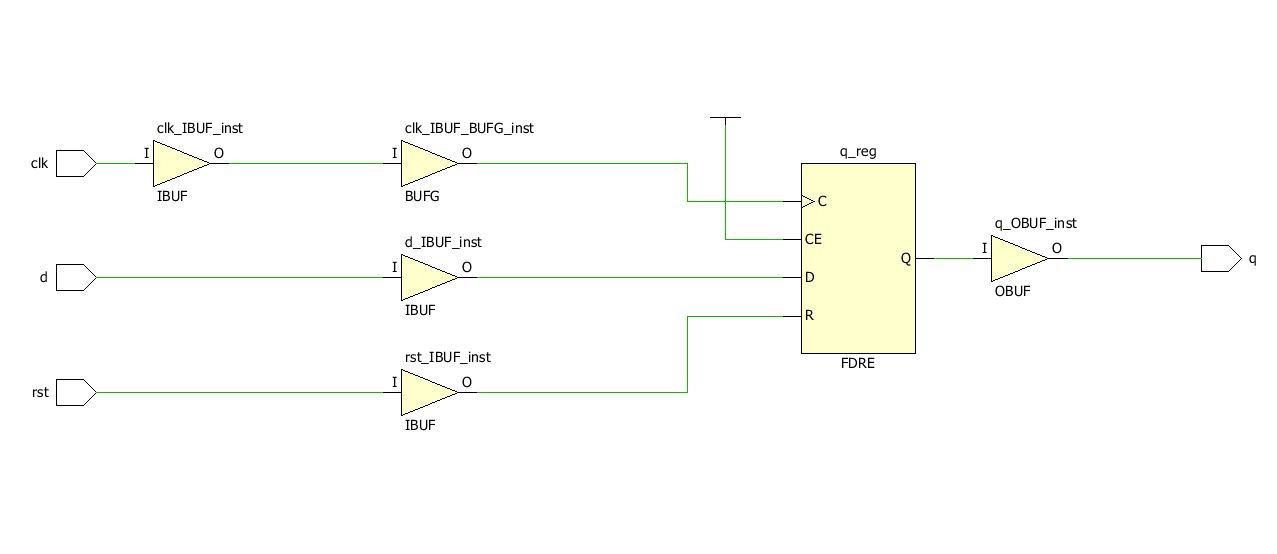 clk_IBUF_inst
clk_IBUF_BUFG_inst
clk
I
O
I
O
IBUF
BUFG
q_reg
C
CE
D
R
Q
FDRE
d_IBUF_inst
d
I
O
IBUF
q_OBUF_inst
I
O
q
OBUF
rst_IBUF_inst
rst
I
O
IBUF